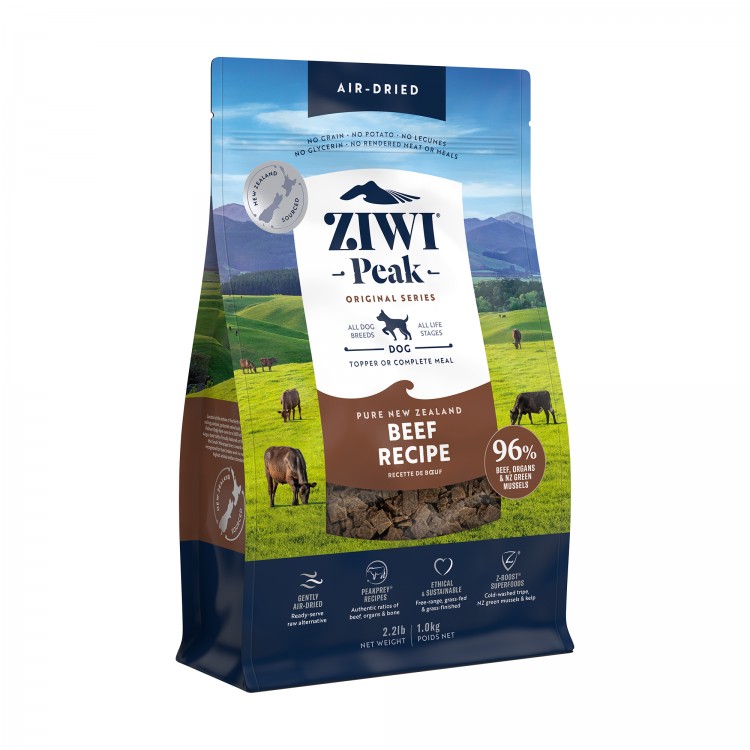 AIR-DRIED
NO GRAIN • NO POTATO • NO LEGUMES
NO GLYCERIN • NO RENDERED MEAT OR MEALS
NEW ZEALAND
SOURCED
ZIWI®
Peak
ORIGINAL SERIES
ALL DOG
BREEDS
ALL LIFE
STAGES
DOG
TOPPER OR COMPLETE MEAL
PURE NEW ZEALAND
BEEF
RECIPE
RECETTE DE BŒUF
96%
BEEF, ORGANS
& NZ GREEN
MUSSELS
NEW ZEALAND
SOURCED
GENTLY
AIR-DRIED
Ready-serve
raw alternative
PEAKPREY®
RECIPES
Authentic ratios of
beef, organs & bone
ETHICAL
& SUSTAINABLE
Free-range, grass-fed
& grass-finished
Z-BOOST®
SUPERFOODS
Cold-washed tripe,
NZ green mussels & kelp
2.2lb
NET WEIGHT
1.0kg
POIDS NET